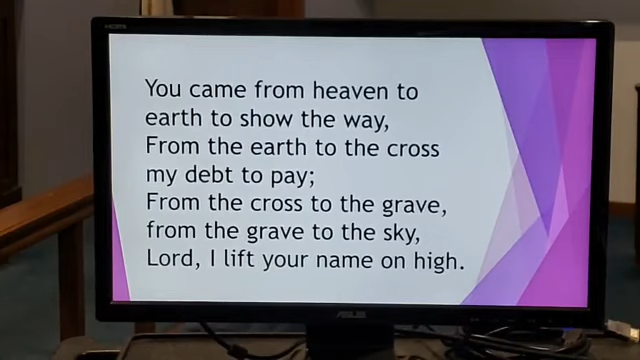 HDMI
You came from heaven to
earth to show the way,
From the earth to the cross
my debt to pay;
From the cross to the grave,
from the grave to the sky,
Lord, I lift your name on high.
ASUS